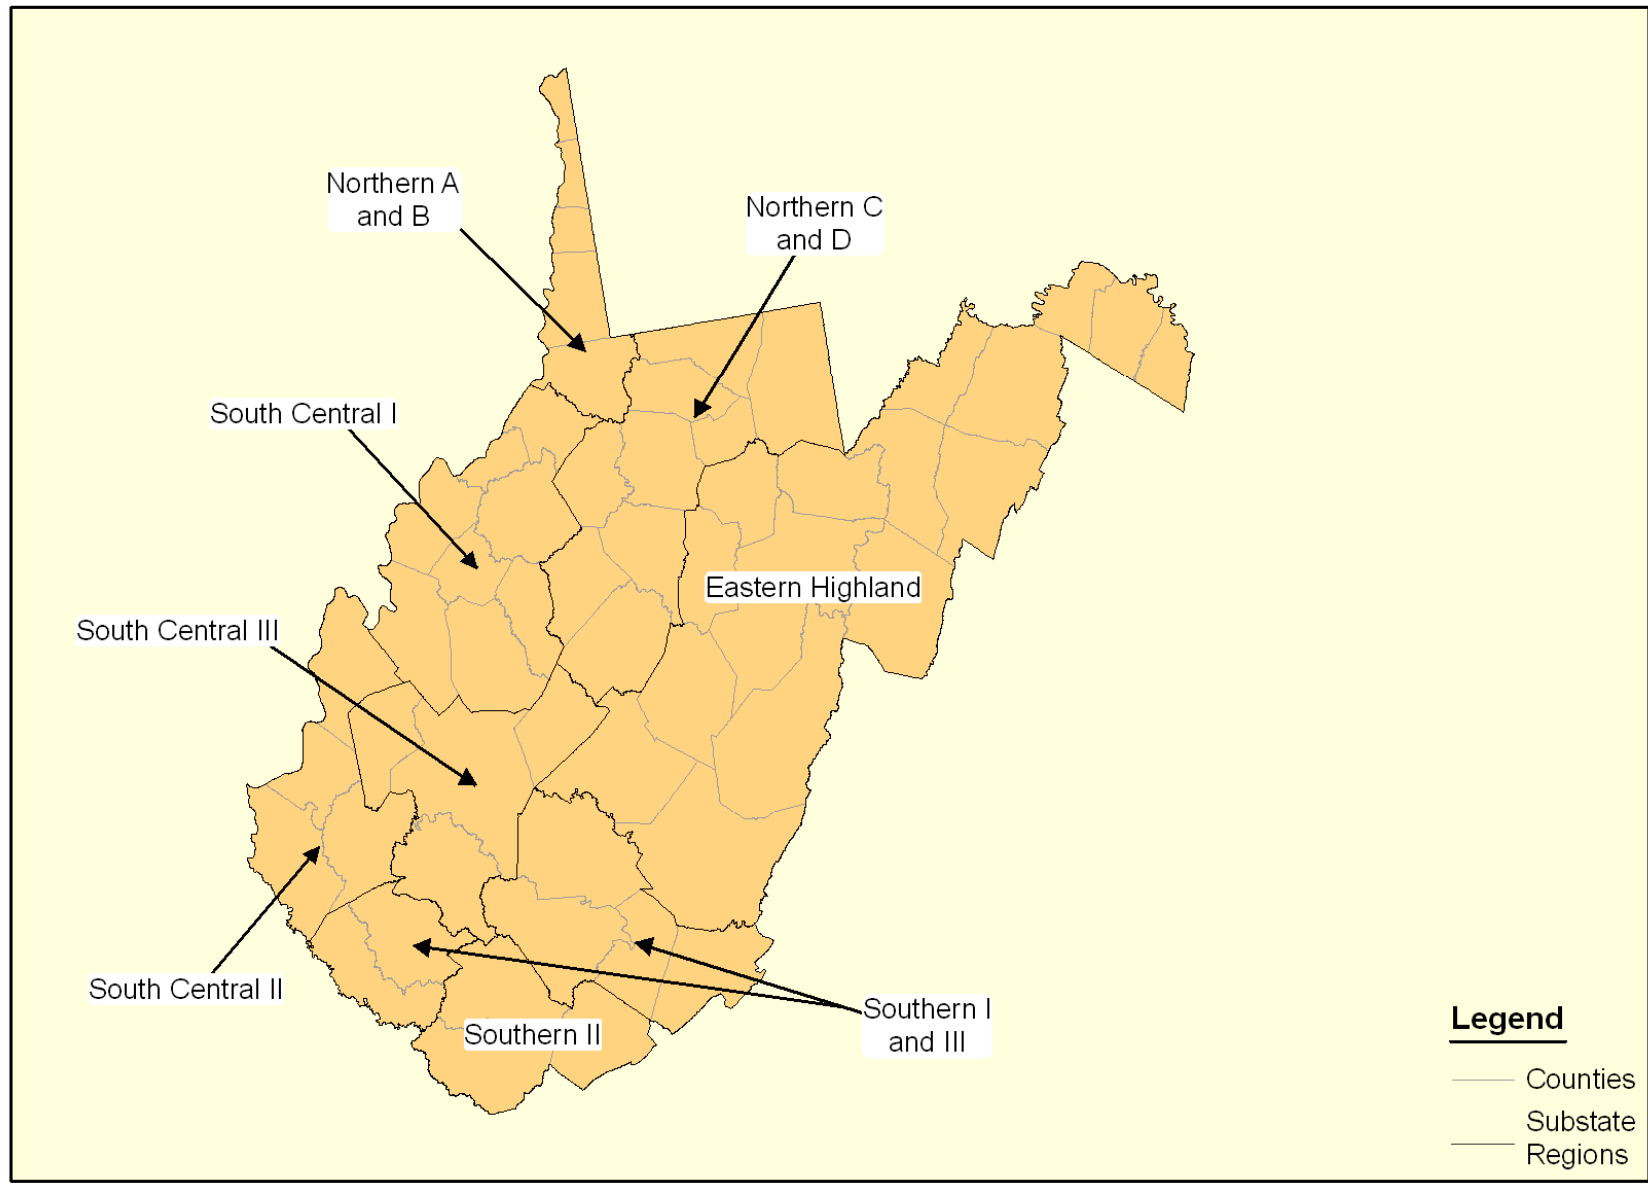 Northern A
and B
Northern C
and D
South Central I
Eastern Highland
South Central III
South Central II
Southern I
and III
Southern II
Legend
Counties
Substate
Regions